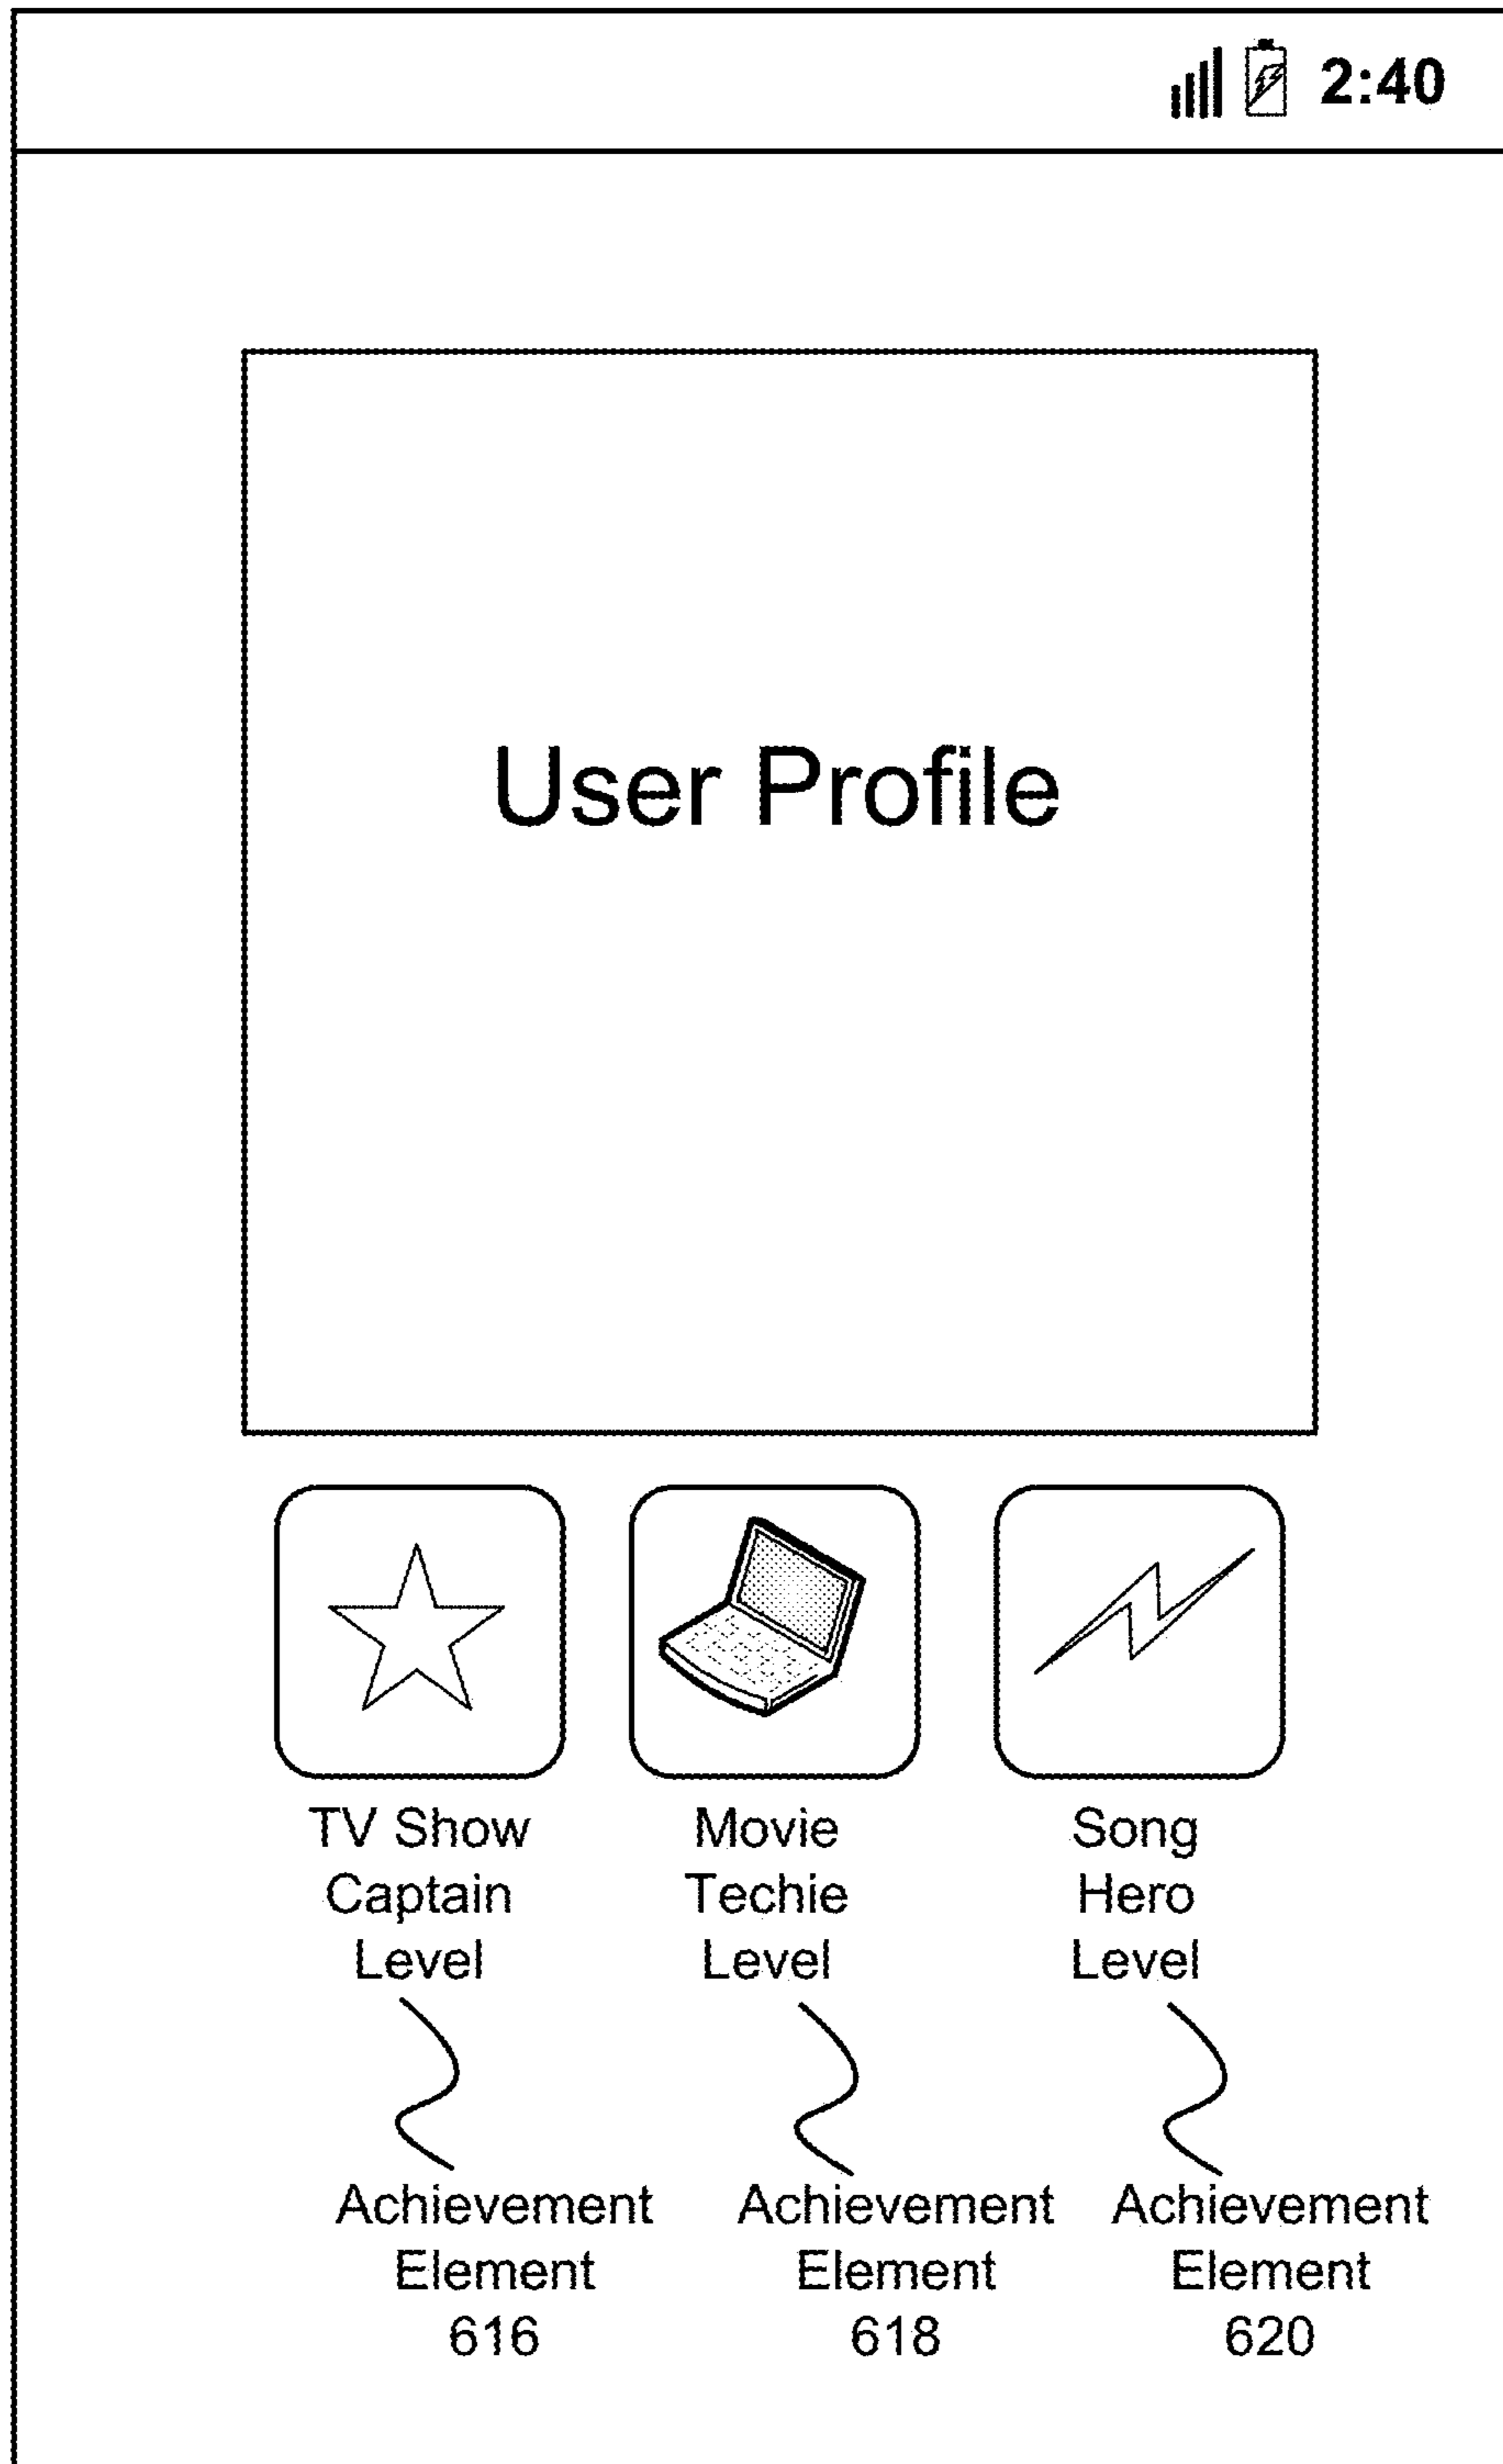 2:40
User Profile
TV Show
Captain
Level
Movie
Techie
Level
Song
Hero
Level
Achievement
Element
616
Achievement
Element
618
Achievement
Element
620